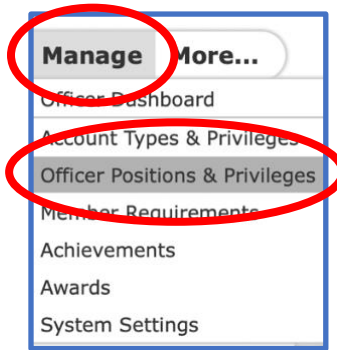 Manage More...
Officer Dashboard
Account Types & Privileges
Officer Positions & Privileges
Member Requirements
Achievements
Awards
System Settings